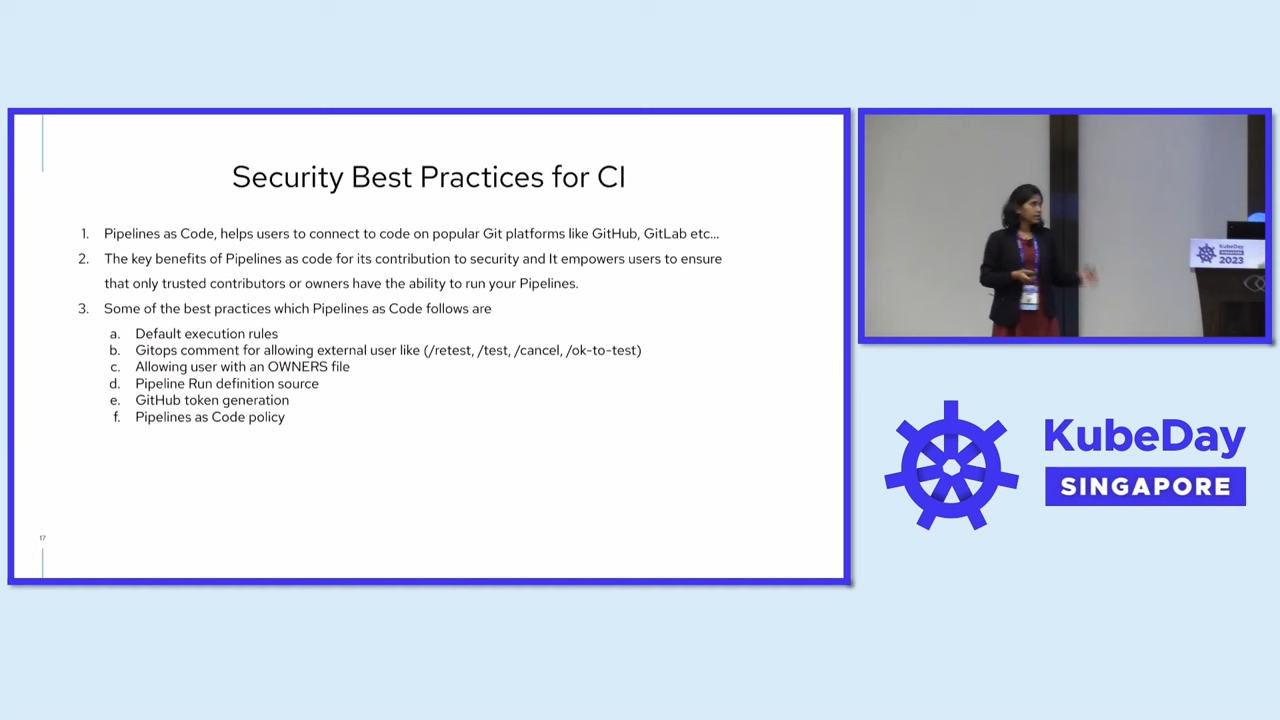 Security Best Practices for CI
1. Pipelines as Code, helps users to connect to code on popular Git platforms like GitHub, GitLab etc...
2. The key benefits of Pipelines as code for its contribution to security and It empowers users to ensure
that only trusted contributors or owners have the ability to run your Pipelines.
3. Some of the best practices which Pipelines as Code follows are
a. Default execution rules
b. Gitops comment for allowing external user like (/retest, /test, /cancel, /ok-to-test)
c. Allowing user with an OWNERS file
d. Pipeline Run definition source
e. GitHub token generation
f. Pipelines as Code policy
17
KubeDay
SINGAPORE
2023
KubeDay
SINGAPORE